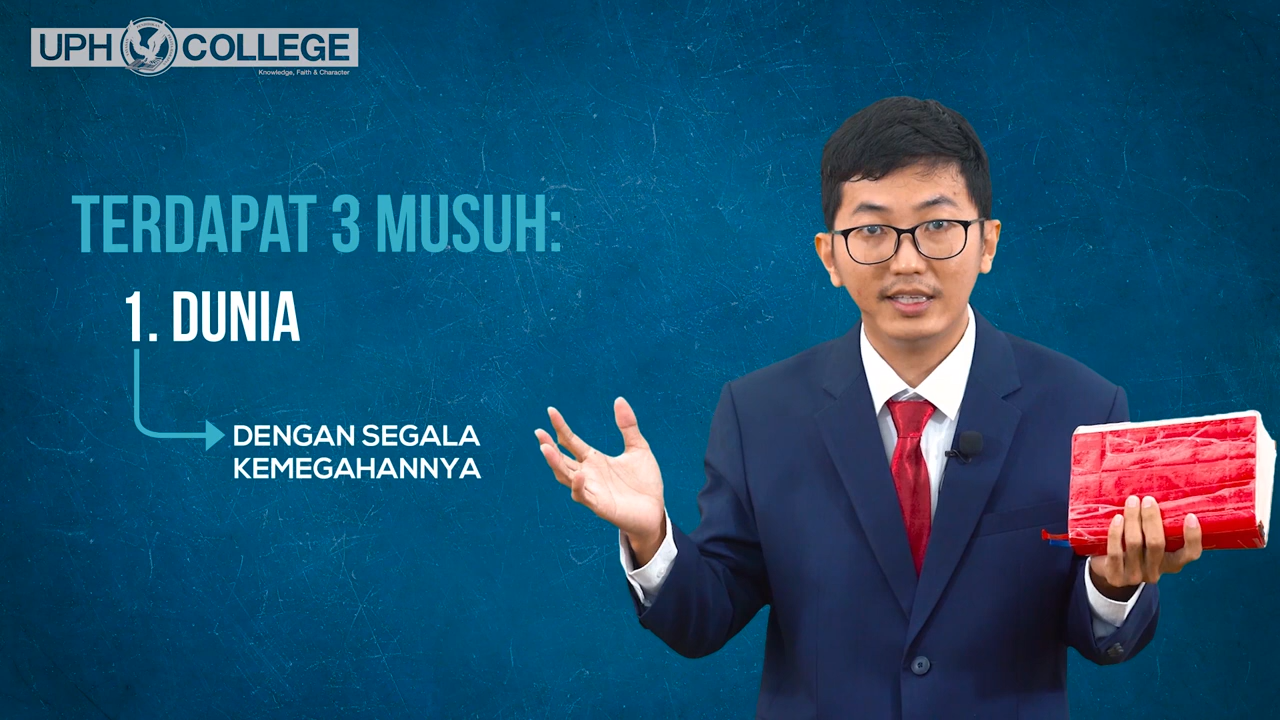 UPH COLLEGE
Knowledge, Faith & Character
TERDAPAT 3 MUSUH:
1. DUNIA
DENGAN SEGALA
KEMEGAHANNYA